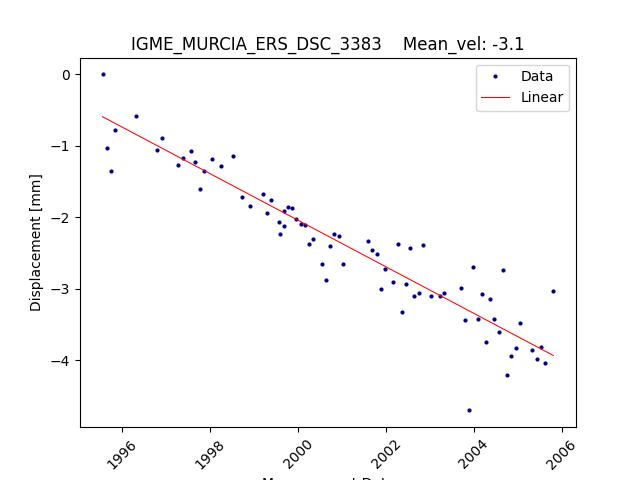 IGME_MURCIA_ERS_DSC_3383    Mean_vel: -3.1
Data
Linear
Displacement [mm]
0
−1
−2
−3
−4
1996
1998
2000
2002
2004
2006